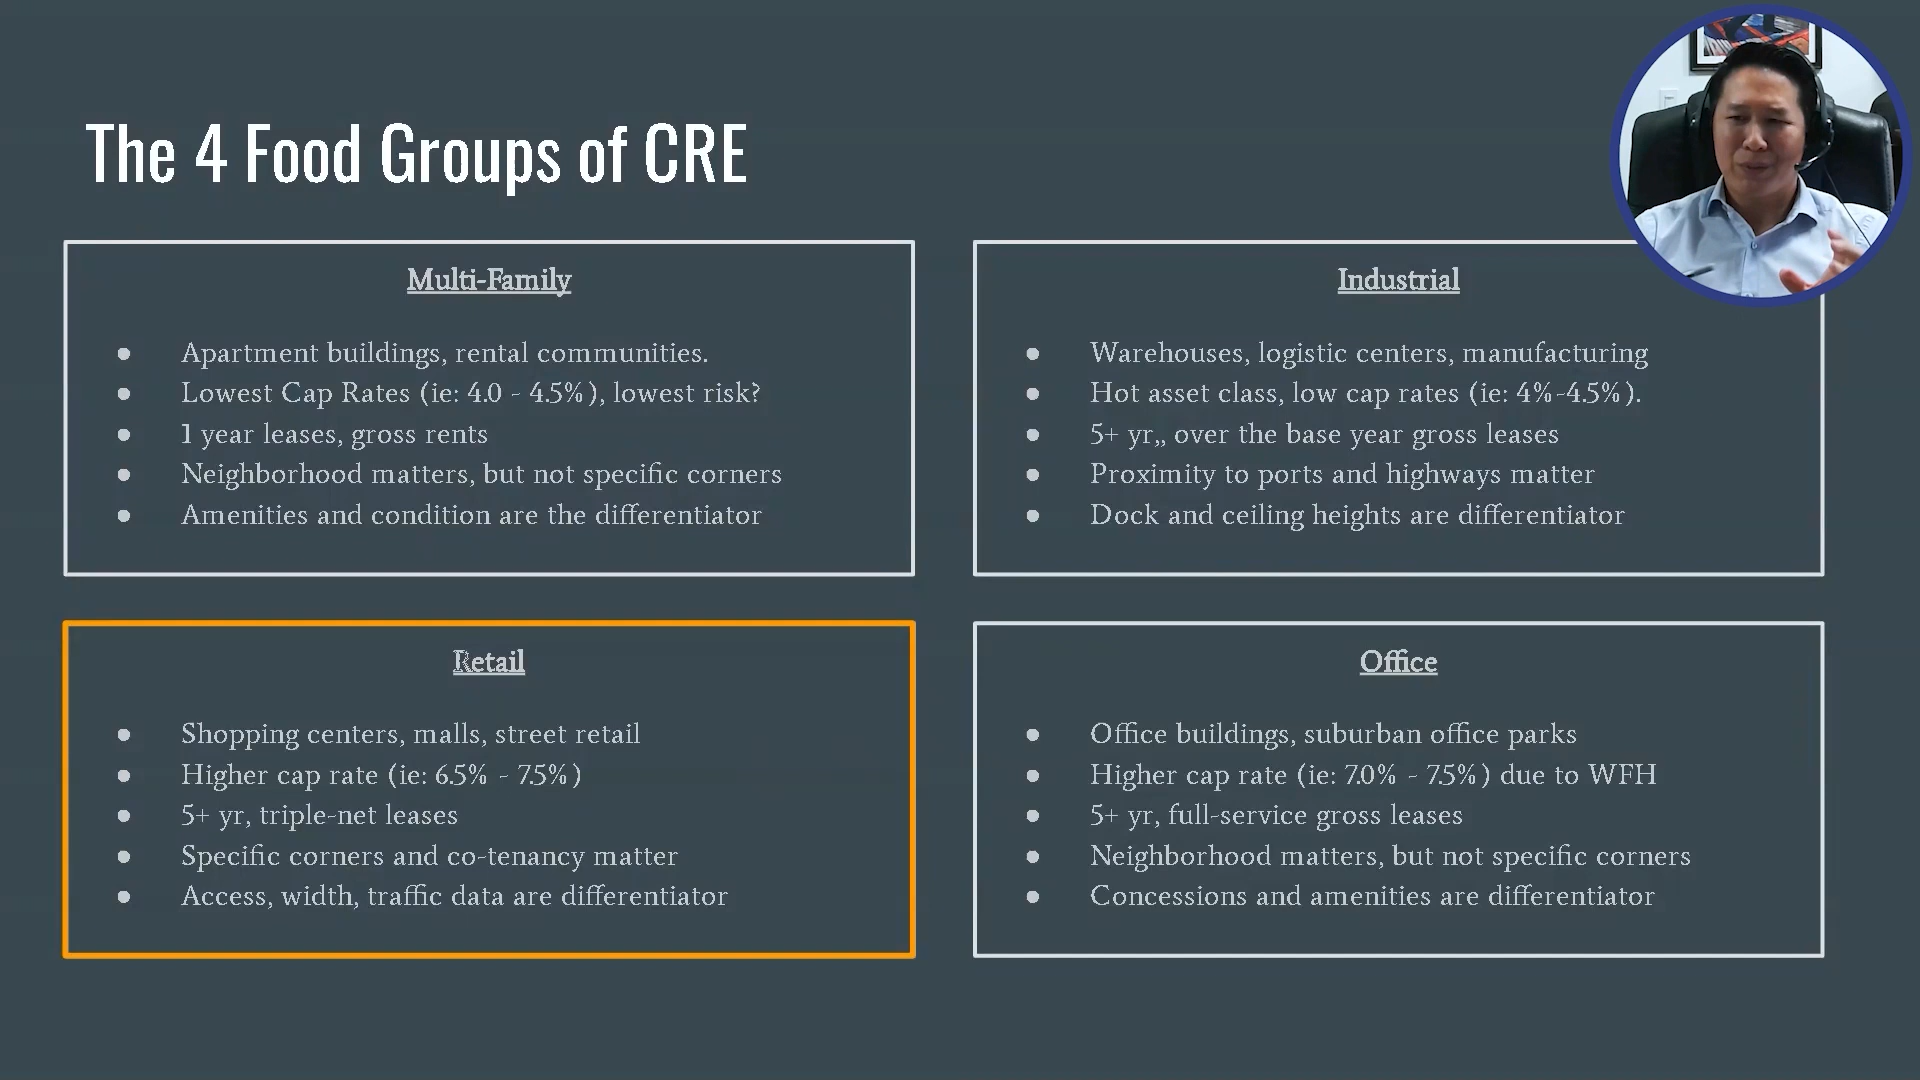 The 4 Food Groups of CRE
Multi-Family
● Apartment buildings, rental communities.
● Lowest Cap Rates (ie: 4.0 - 4.5%), lowest risk?
● 1 year leases, gross rents
● Neighborhood matters, but not specific corners
● Amenities and condition are the differentiator
Industrial
● Warehouses, logistic centers, manufacturing
● Hot asset class, low cap rates (ie: 4%-4.5%).
● 5+ yr,, over the base year gross leases
● Proximity to ports and highways matter
● Dock and ceiling heights are differentiator
Retail
● Shopping centers, malls, street retail
● Higher cap rate (ie: 6.5% - 7.5%)
● 5+ yr, triple-net leases
● Specific corners and co-tenancy matter
● Access, width, traffic data are differentiator
Office
● Office buildings, suburban office parks
● Higher cap rate (ie: 7.0% - 7.5%) due to WFH
● 5+ yr, full-service gross leases
● Neighborhood matters, but not specific corners
● Concessions and amenities are differentiator